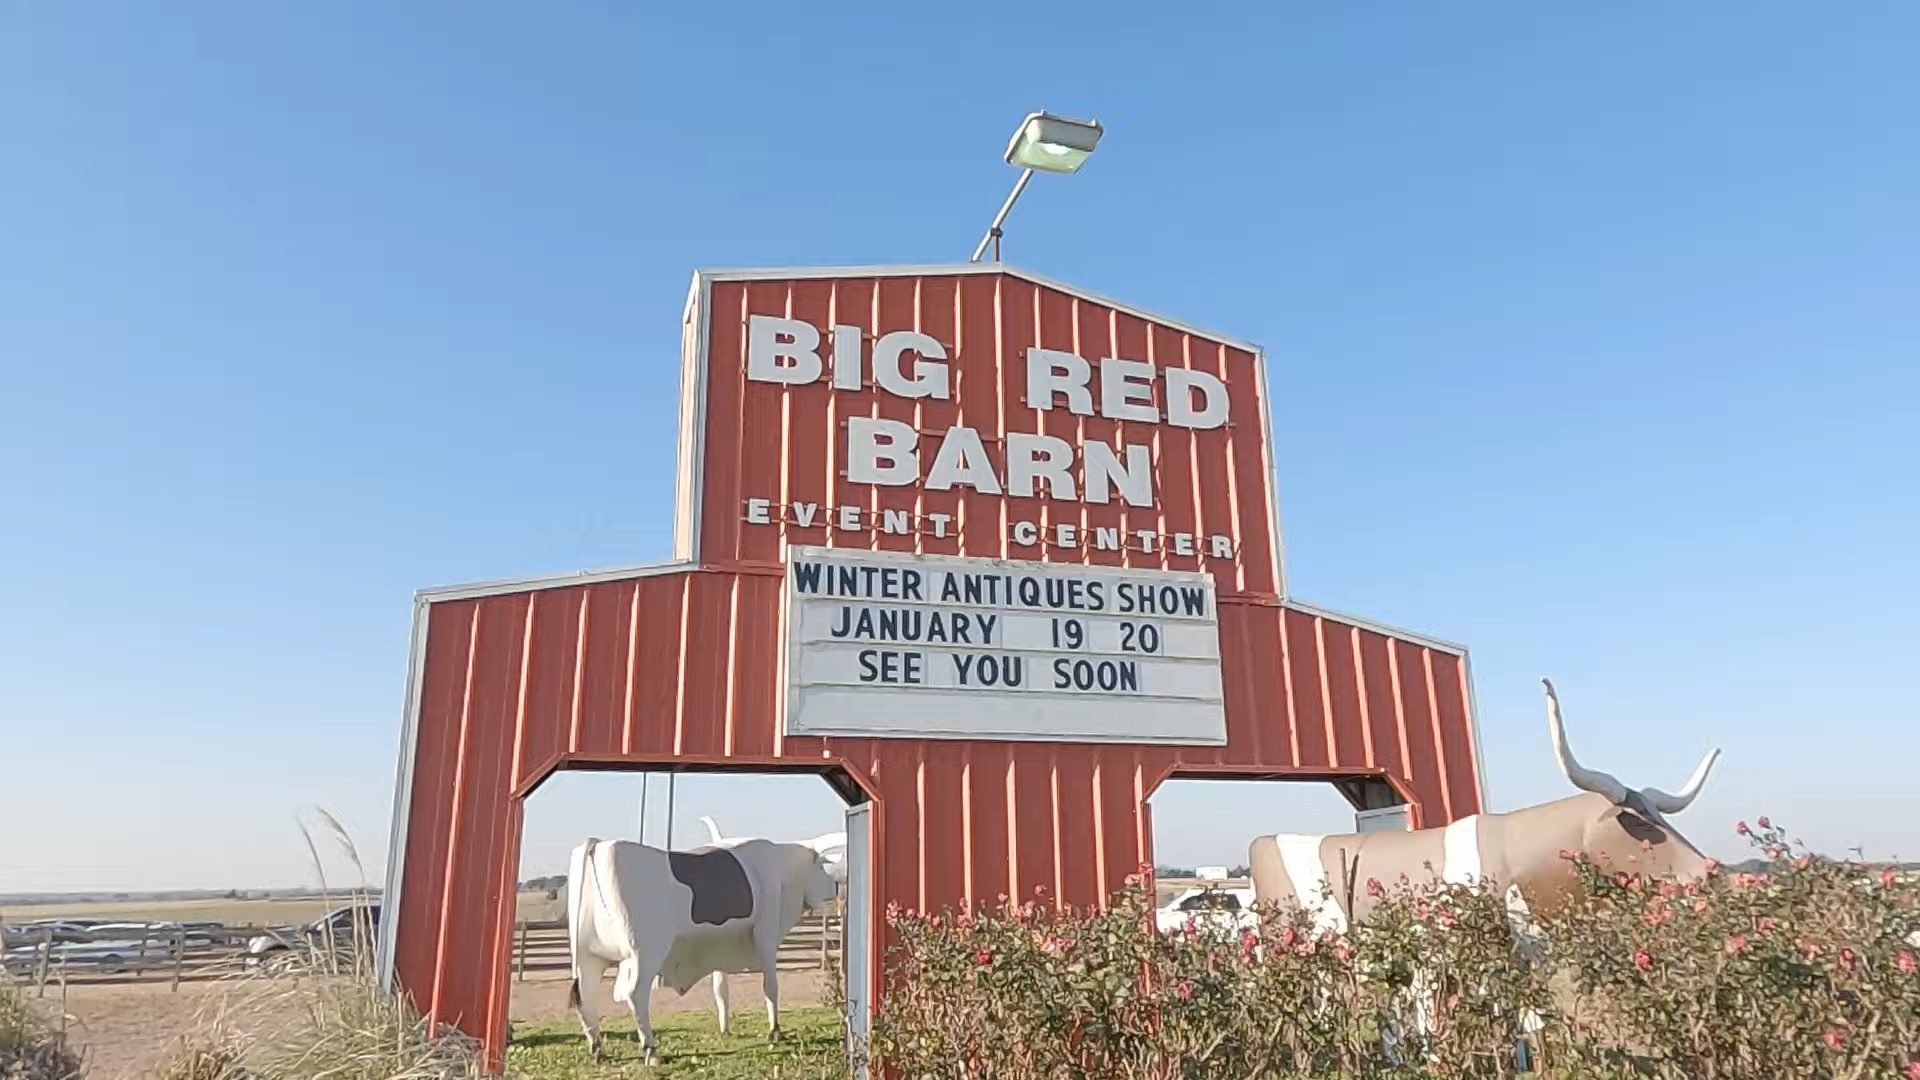 BIG RED
BARN
EVENT CENTER
WINTER ANTIQUES SHOW
JANUARY 19 20
SEE YOU SOON